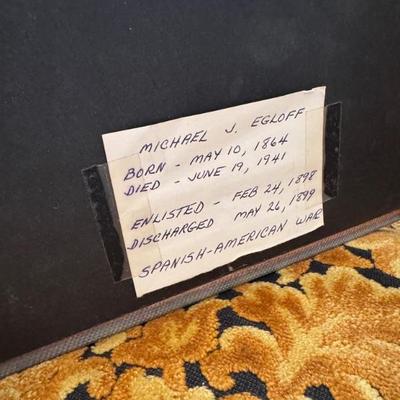 MICHAEL J. EGLOFF
BORN - MAY 10, 1864
DIED - JUNE 19, 1941
ENLISTED - FEB 24, 1898
DISCHARGED MAY 26, 1899
SPANISH-AMERICAN WAR